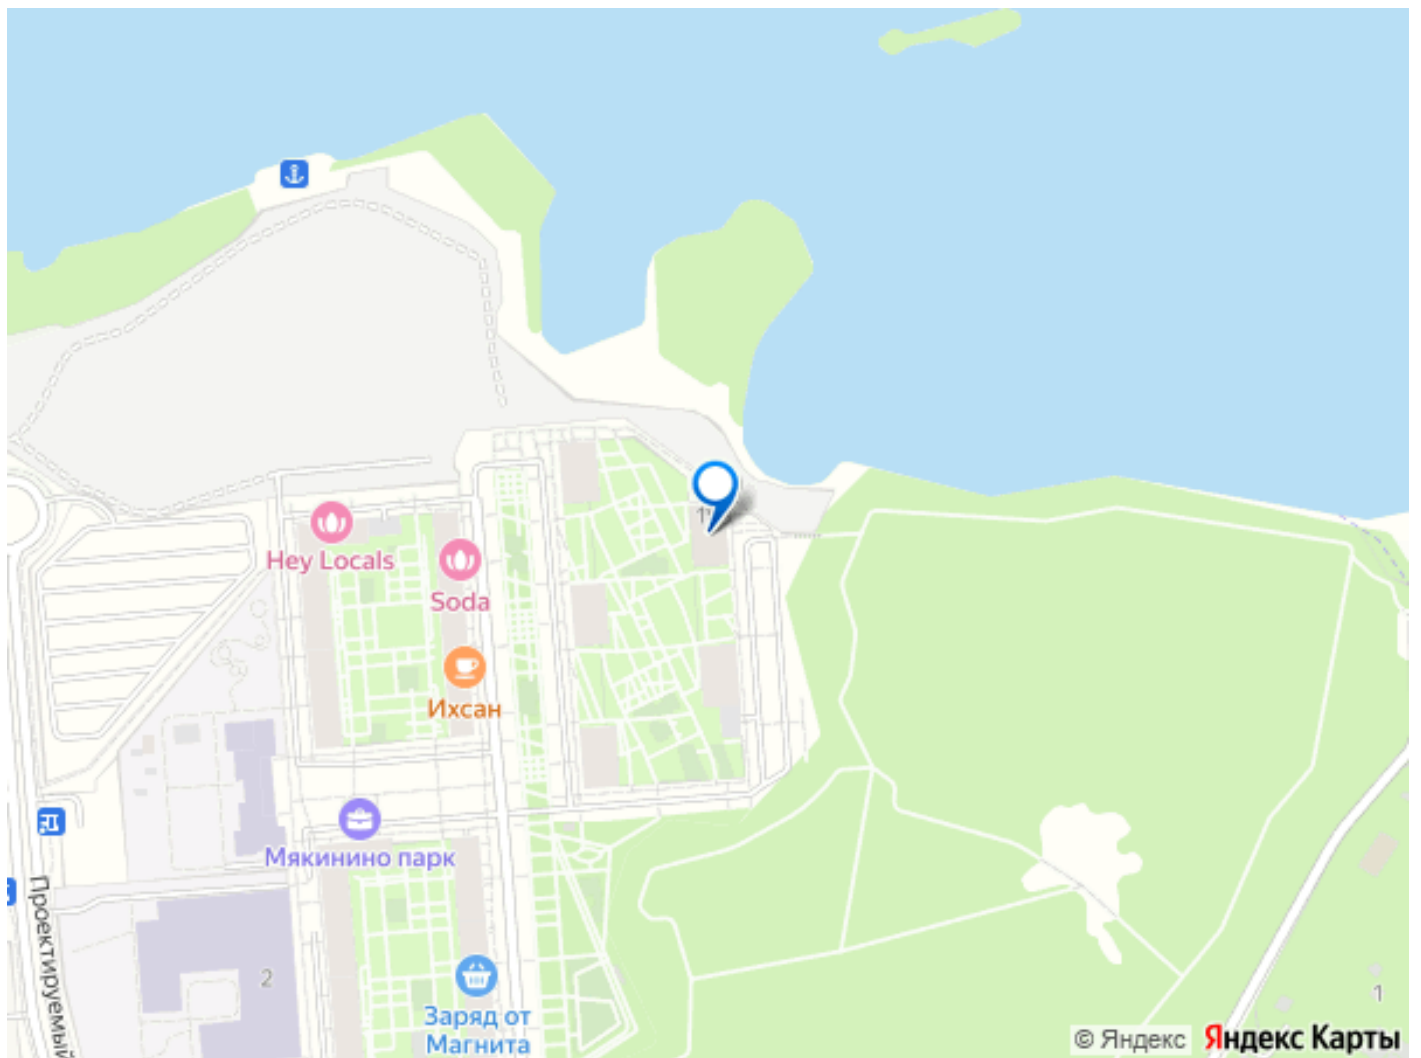 Hey Locals
Soda
Ихсан
Мякинино парк
Проектируемый
2
Заряд от
Магнита
1
© Яндекс Яндекс Карты